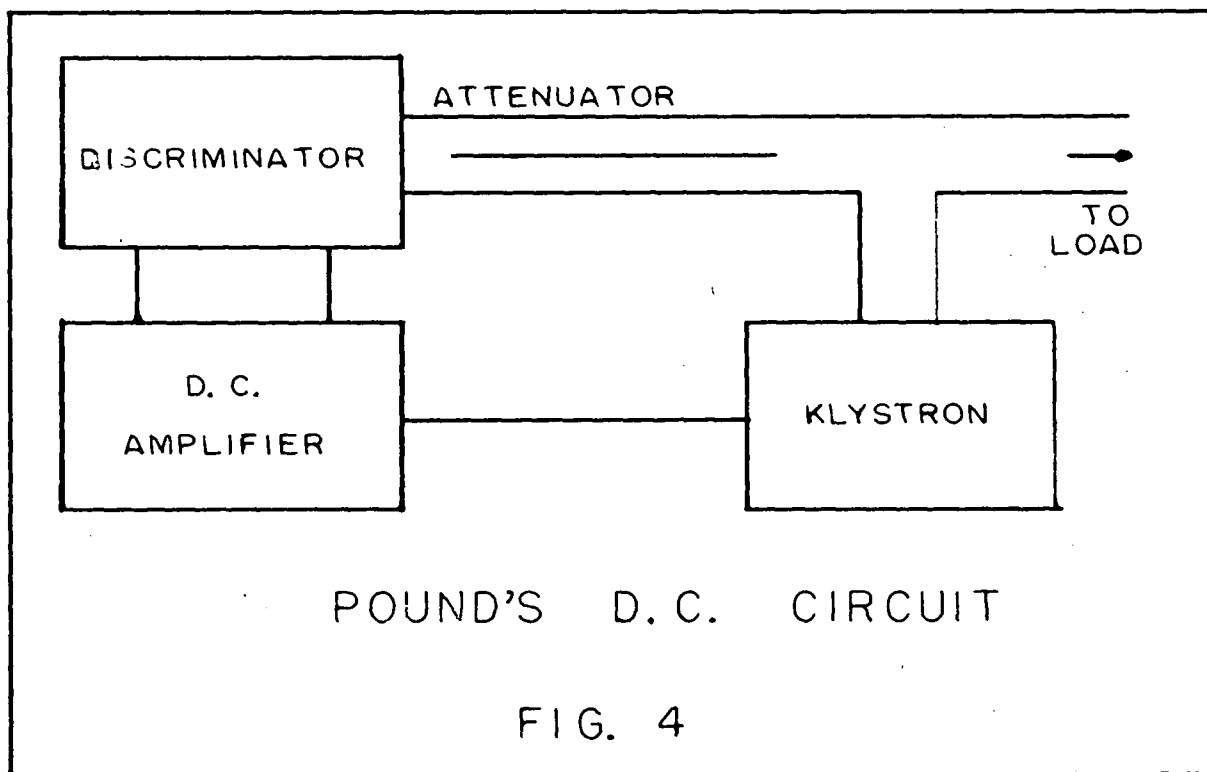 ATTENUATOR
DISCRIMINATOR
TO
LOAD
D. C.
AMPLIFIER
KLYSTRON
POUND'S D. C. CIRCUIT
FIG. 4